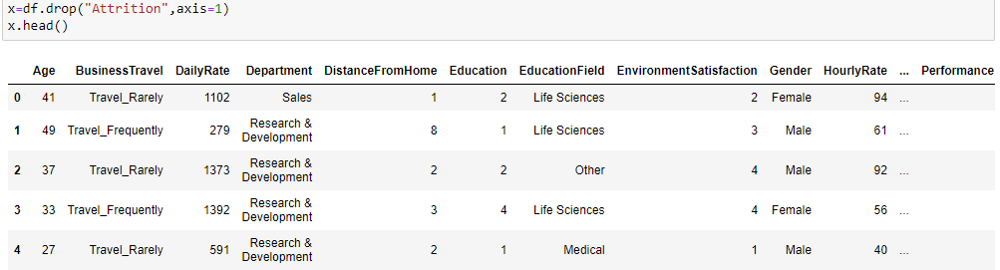 x=df.drop("Attrition",axis=1)
x.head()
Age BusinessTravel DailyRate Department DistanceFromHome Education EducationField EnvironmentSatisfaction Gender HourlyRate ... Performance
0 41 Travel_Rarely 1102 Sales 1 2 Life Sciences 2 Female 94 ...
1 49 Travel_Frequently 279 Research &
Development 8 1 Life Sciences 3 Male 61 ...
2 37 Travel_Rarely 1373 Research &
Development 2 2 Other 4 Male 92 ...
3 33 Travel_Frequently 1392 Research &
Development 3 4 Life Sciences 4 Female 56 ...
4 27 Travel_Rarely 591 Research &
Development 2 1 Medical 1 Male 40 ...